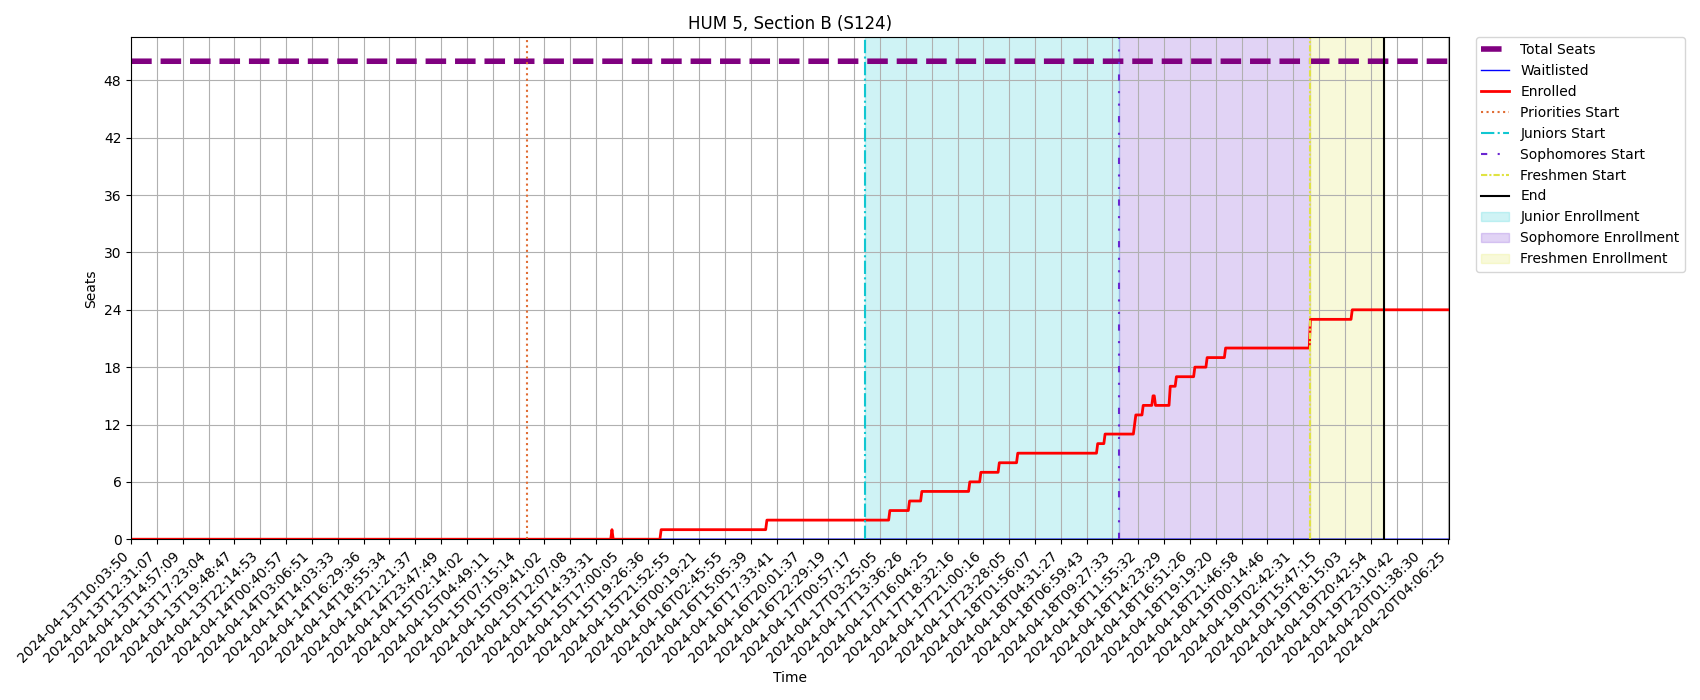 HUM 5, Section B (S124)
Total Seats
Waitlisted
Enrolled
Priorities Start
Juniors Start
Sophomores Start
Freshmen Start
End
Junior Enrollment
Sophomore Enrollment
Freshmen Enrollment
Seats
48
42
36
30
24
18
12
6
0
2024-04-13T10:03:50
2024-04-13T12:31:07
2024-04-13T14:57:09
2024-04-13T17:23:04
2024-04-13T19:48:47
2024-04-13T22:14:53
2024-04-14T00:40:57
2024-04-14T03:06:51
2024-04-14T14:03:33
2024-04-14T16:29:36
2024-04-14T18:55:34
2024-04-14T21:21:37
2024-04-14T23:47:49
2024-04-15T02:14:02
2024-04-15T04:49:11
2024-04-15T07:15:14
2024-04-15T09:41:02
2024-04-15T12:07:08
2024-04-15T14:33:31
2024-04-15T17:00:05
2024-04-15T19:26:36
2024-04-15T21:52:55
2024-04-16T00:19:21
2024-04-16T02:45:55
2024-04-16T15:05:39
2024-04-16T17:33:41
2024-04-16T20:01:37
2024-04-16T22:29:19
2024-04-17T00:57:17
2024-04-17T03:25:05
2024-04-17T13:36:26
2024-04-17T16:04:25
2024-04-17T18:32:16
2024-04-17T21:00:16
2024-04-17T23:28:05
2024-04-18T01:56:07
2024-04-18T04:31:27
2024-04-18T06:59:43
2024-04-18T09:27:33
2024-04-18T11:55:32
2024-04-18T14:23:29
2024-04-18T16:51:26
2024-04-18T19:19:20
2024-04-18T21:46:58
2024-04-19T00:14:46
2024-04-19T02:42:31
2024-04-19T15:47:15
2024-04-19T18:15:03
2024-04-19T20:42:54
2024-04-19T23:10:42
2024-04-20T01:38:30
2024-04-20T04:06:25
Time